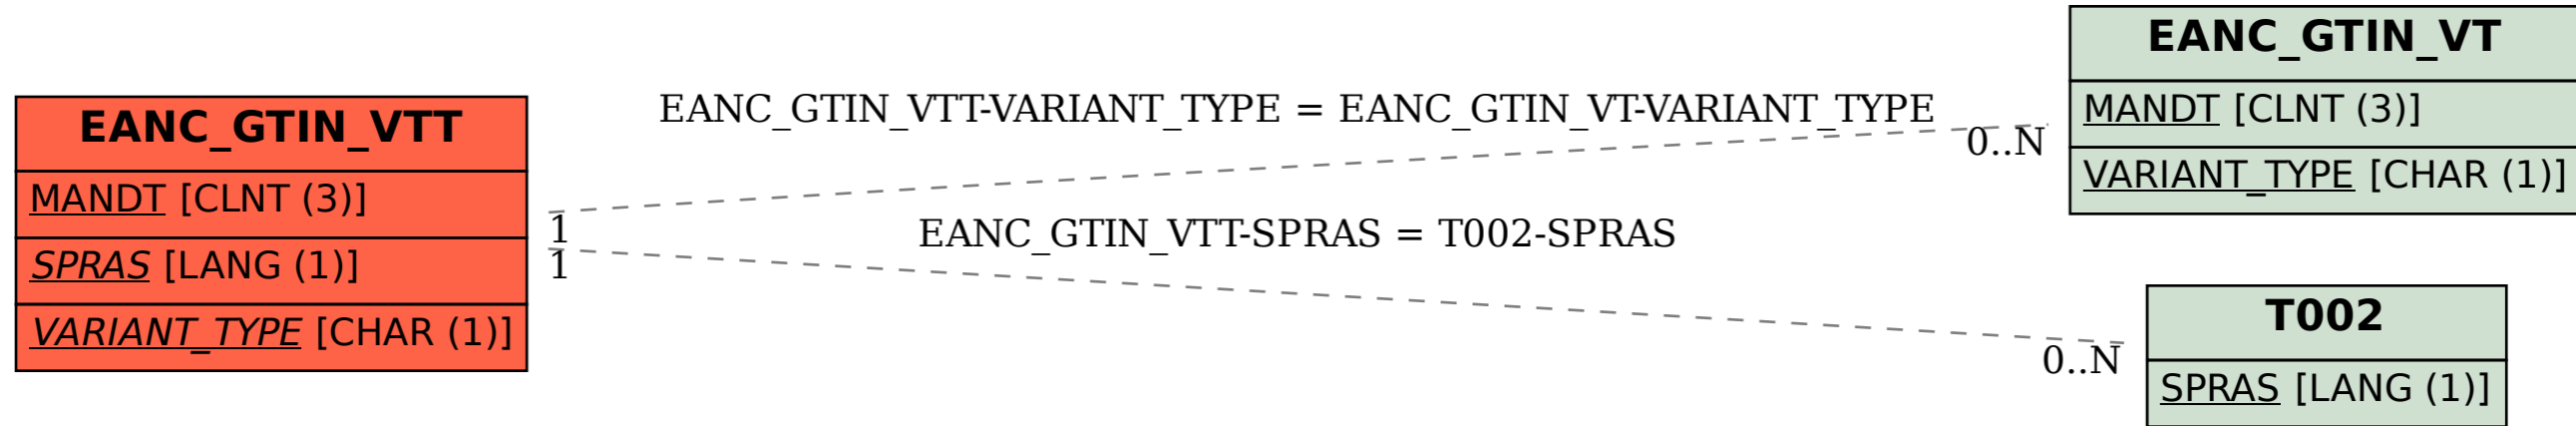 EANC_GTIN_VTT
MANDT [CLNT (3)]
SPRAS [LANG (1)]
VARIANT_TYPE [CHAR (1)]
EANC_GTIN_VTT-VARIANT_TYPE = EANC_GTIN_VT-VARIANT_TYPE
1
0..N
EANC_GTIN_VTT-SPRAS = T002-SPRAS
1
0..N
EANC_GTIN_VT
MANDT [CLNT (3)]
VARIANT_TYPE [CHAR (1)]
T002
SPRAS [LANG (1)]